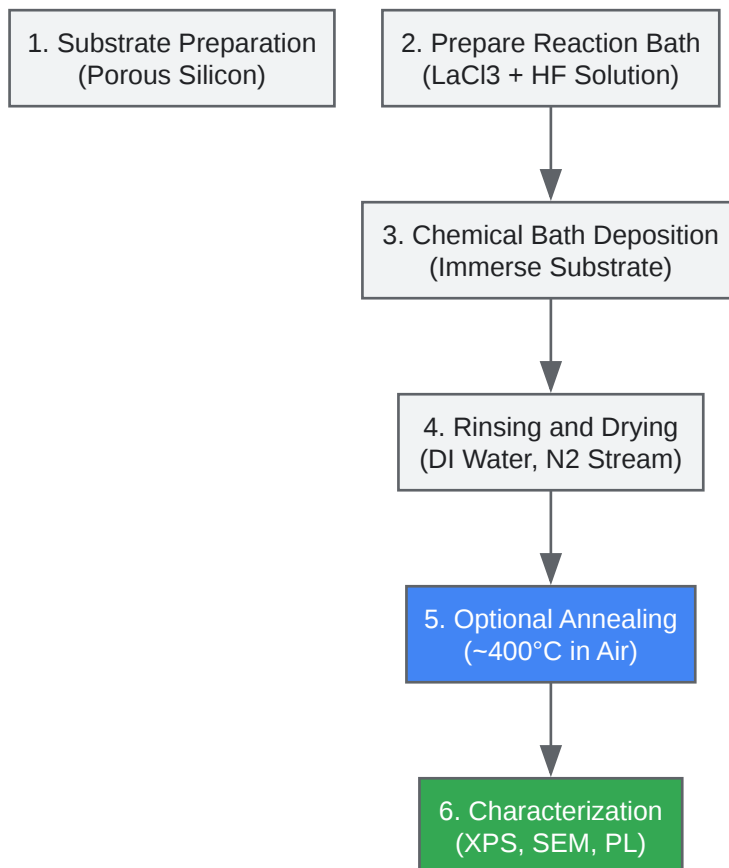 1. Substrate Preparation
(Porous Silicon)
2. Prepare Reaction Bath
(LaCl3 + HF Solution)
3. Chemical Bath Deposition
(Immerse Substrate)
4. Rinsing and Drying
(DI Water, N2 Stream)
5. Optional Annealing
(~400°C in Air)
6. Characterization
(XPS, SEM, PL)